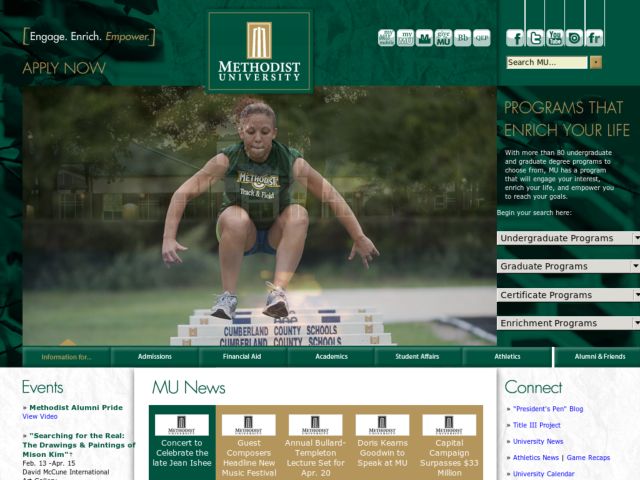 [Engage. Enrich. Empower.]
APPLY NOW
METHODIST
UNIVERSITY
my
MU
Bb
QEP
f
t
You
Tube
fr
Search MU...
METHODIST
Track & Field
CUMBERLAND COUNTY SCHOOLS
CUMBERLAND COUNTY SCHOOLS
PROGRAMS THAT
ENRICH YOUR LIFE
With more than 80 undergraduate
and graduate degree programs to
choose from, MU has a program
that will engage your interest,
enrich your life, and empower you
to reach your goals.
Begin your search here:
Undergraduate Programs
Graduate Programs
Certificate Programs
Enrichment Programs
Information for...
Admissions
Financial Aid
Academics
Student Affairs
Athletics
Alumni & Friends
Events
» Methodist Alumni Pride
View Video
» "Searching for the Real:
The Drawings & Paintings of
Mison Kim"†
Feb. 13 -Apr. 15
David McCune International
Art Gallery
MU News
METHODIST
Concert to
Celebrate the
late Jean Ishee
METHODIST
Guest
Composers
Headline New
Music Festival
METHODIST
Annual Bullard-
Templeton
Lecture Set for
Apr. 20
METHODIST
Doris Kearns
Goodwin to
Speak at MU
METHODIST
Capital
Campaign
Surpasses $33
Million
Connect
» "President's Pen" Blog
» Title III Project
» University News
» Athletics News | Game Recaps
» University Calendar